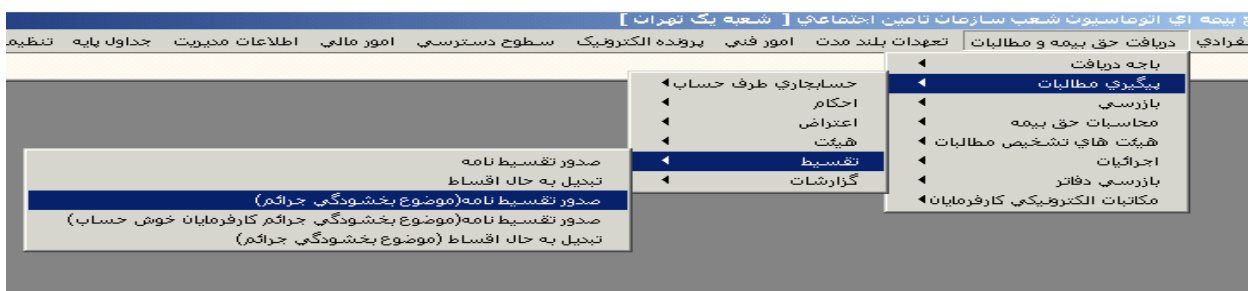 ج بيمه اي اتوماسيون شعب سازمان تامين اجتماعي [ شعبه يک تهران ]
نفرادي دريافت حق بيمه و مطالبات تعهدات بلند مدت امور فني پرونده الکترونيک سطوح دسترسي امور مالي اطلاعات مديريت جداول پايه تنظيم
باجه دريافت
پيگيري مطالبات
بازرسي
محاسبات حق بيمه
هيئت هاي تشخيص مطالبات
اجرائيات
بازرسي دفاتر
مکاتبات الکترونيکي کارفرمايان
حسابجاري طرف حساب
احکام
اعتراض
هيئت
تقسيط
گزارشات
صدور تقسيط نامه
تبديل به حال اقساط
صدور تقسيط نامه(موضوع بخشودگي جرائم)
صدور تقسيط نامه(موضوع بخشودگي جرائم کارفرمايان خوش حساب)
تبديل به حال اقساط (موضوع بخشودگي جرائم)